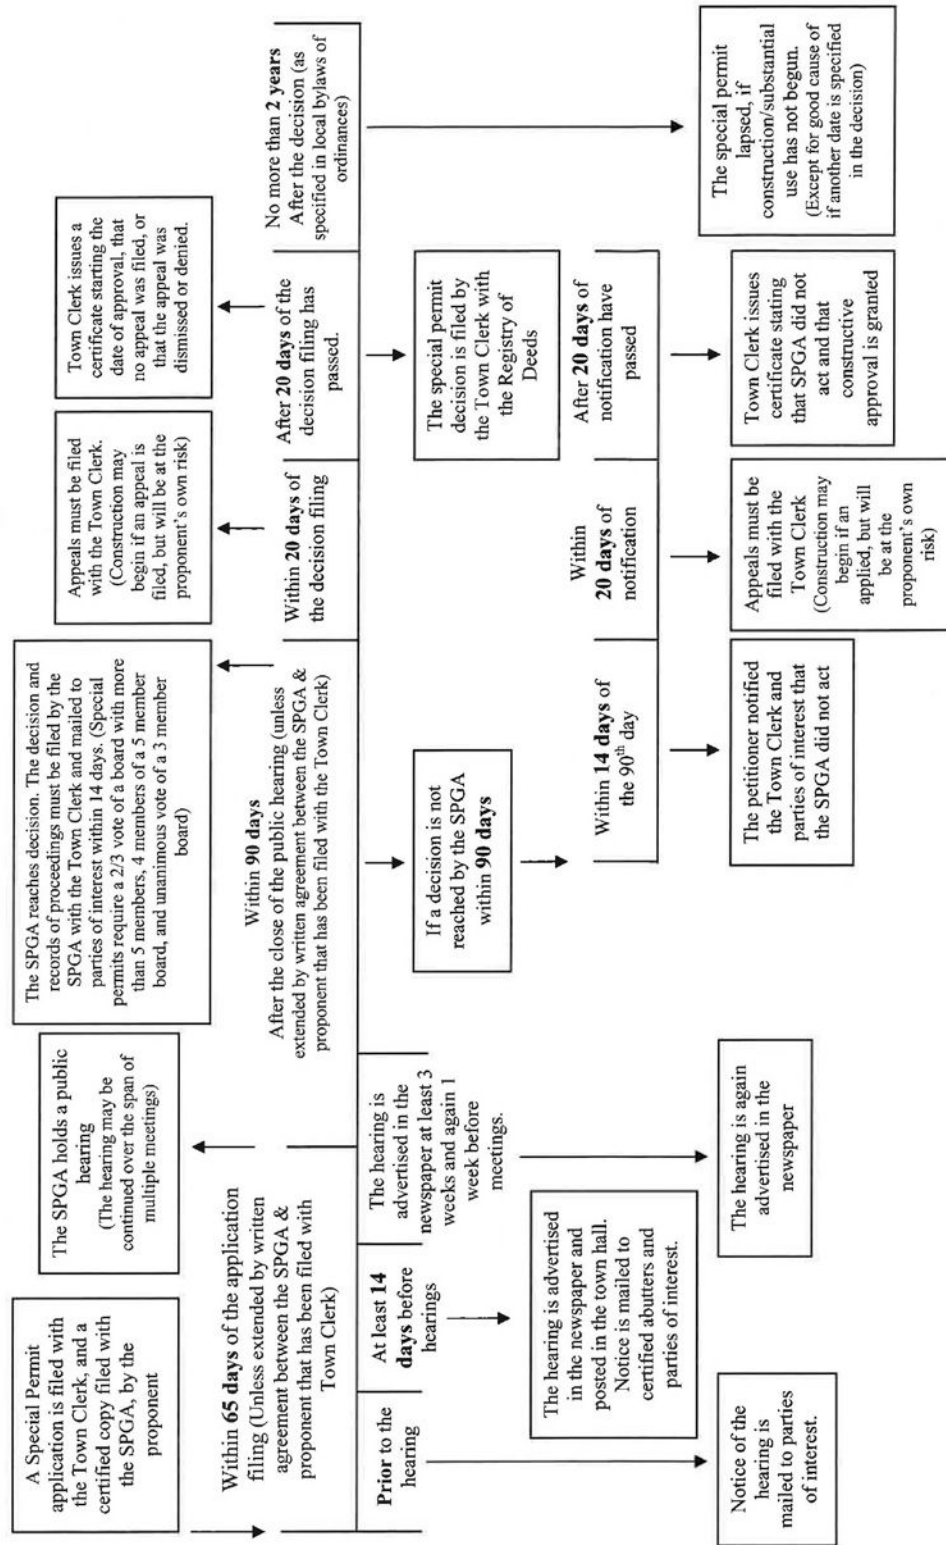 A Special Permit
application is filed with
the Town Clerk, and a
certified copy filed with
the SPGA, by the
proponent
The SPGA holds a public
hearing
(The hearing may be
continued over the span of
multiple meetings)
The SPGA reaches decision. The decision and
records of proceedings must be filed by the
SPGA with the Town Clerk and mailed to
parties of interest within 14 days. (Special
permits require a 2/3 vote of a board with more
than 5 members, 4 members of a 5 member
board, and unanimous vote of a 3 member
board)
Appeals must be filed
with the Town Clerk.
(Construction may
begin if an appeal is
filed, but will be at the
proponent's own risk)
Town Clerk issues a
certificate starting the
date of approval, that
no appeal was filed, or
that the appeal was
dismissed or denied.
Within 65 days of the application
filing (Unless extended by written
agreement between the SPGA &
proponent that has been filed with
Town Clerk)
Within 90 days
After the close of the public hearing (unless
extended by written agreement between the SPGA &
proponent that has been filed with the Town Clerk)
Within 20 days of
the decision filing
After 20 days of the
decision filing has
passed.
No more than 2 years
After the decision (as
specified in local bylaws of
ordinances)
Prior to the
hearing
At least 14
days before
hearings
The hearing is
advertised in the
newspaper at least 3
weeks and again 1
week before
meetings.
If a decision is not
reached by the SPGA
within 90 days
The special permit
decision is filed by
the Town Clerk with
the Registry of
Deeds
The hearing is advertised
in the newspaper and
posted in the town hall.
Notice is mailed to
certified abutters and
parties of interest.
Within 14 days of
the 90th day
Within
20 days of
notification
After 20 days of
notification have
passed
Notice of the
hearing is
mailed to parties
of interest.
The hearing is again
advertised in the
newspaper
The petitioner notified
the Town Clerk and
parties of interest that
the SPGA did not act
Appeals must be
filed with the
Town Clerk
(Construction may
begin if an
applied, but will
be at the
proponent's own
risk)
Town Clerk issues
certificate stating
that SPGA did not
act and that
constructive
approval is granted
The special permit
lapsed, if
construction/substantial
use has not begun.
(Except for good cause of
if another date is specified
in the decision)